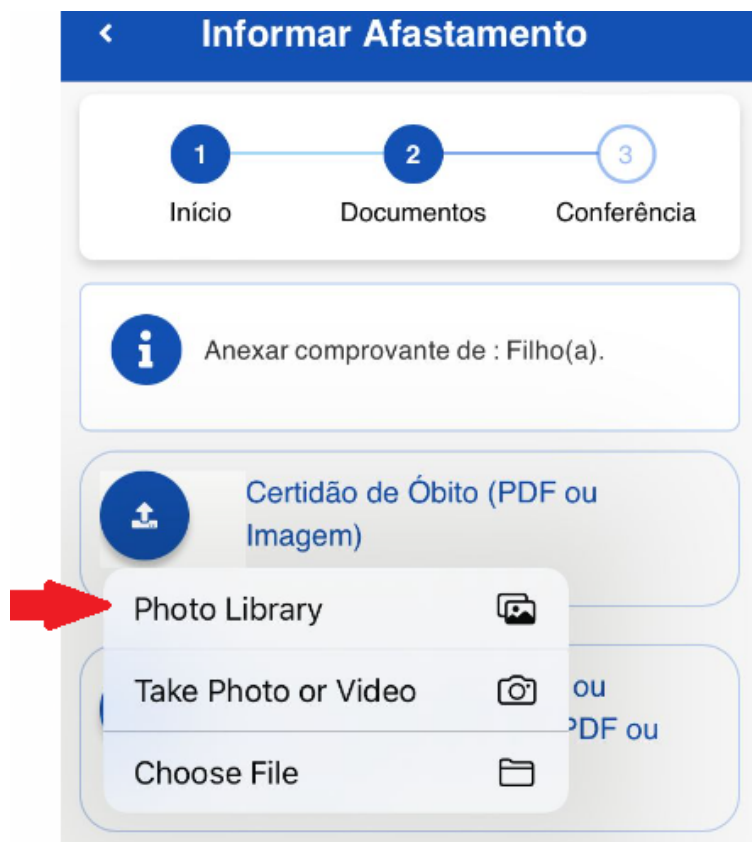 Informar Afastamento
1
2
3
Início
Documentos
Conferência
Anexar comprovante de : Filho(a).
Certidão de Óbito (PDF ou
Imagem)
Photo Library
Take Photo or Video
ou
PDF ou
Choose File